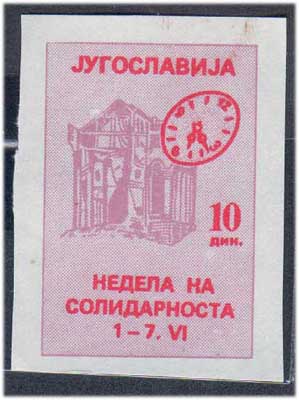 ЈУГОСЛАВИЈА
10
дин.
НЕДЕЛА НА
СОЛИДАРНОСТА
1–7. VI